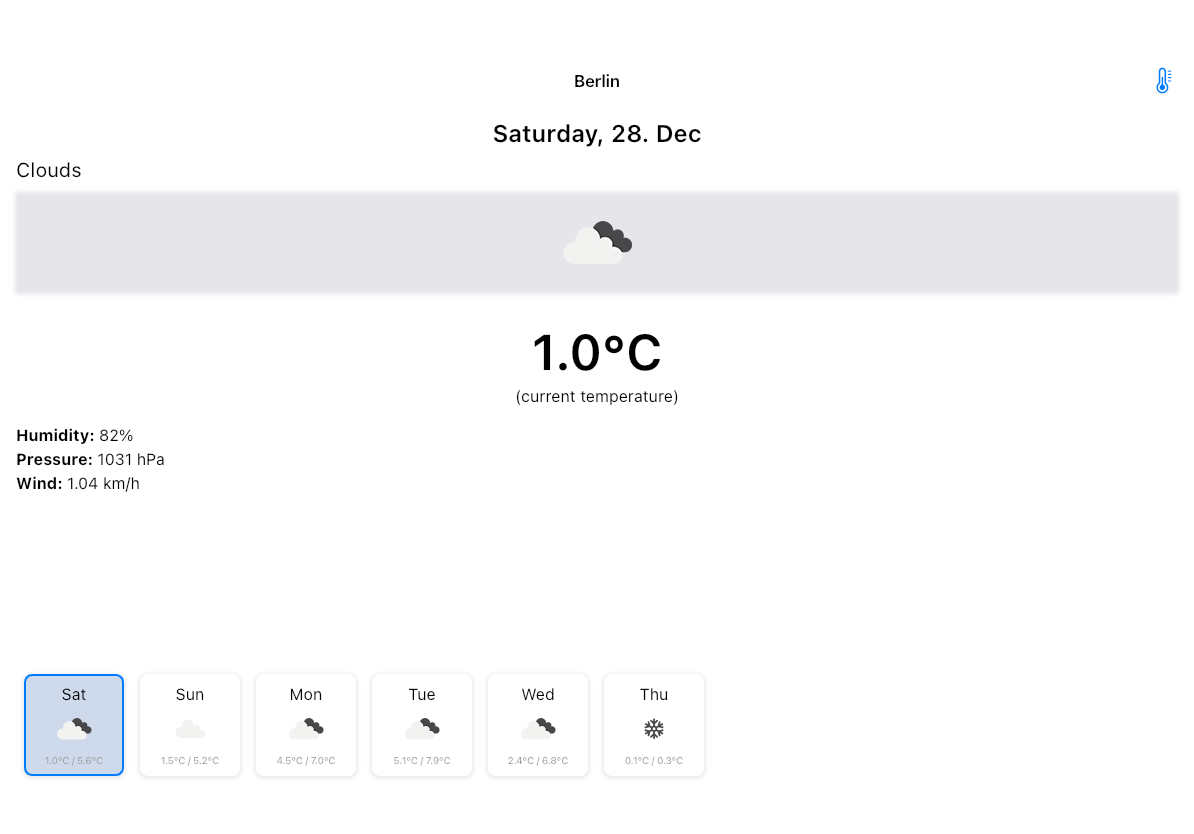 Berlin
Saturday, 28. Dec
Clouds
1.0°C
(current temperature)
Humidity: 82%
Pressure: 1031 hPa
Wind: 1.04 km/h
Sat Sun Mon Tue Wed Thu
1.0°C / 5.6°C 1.5°C / 5.2°C 4.5°C / 7.0°C 5.1°C / 7.9°C 2.4°C / 6.8°C 0.1°C / 0.3°C